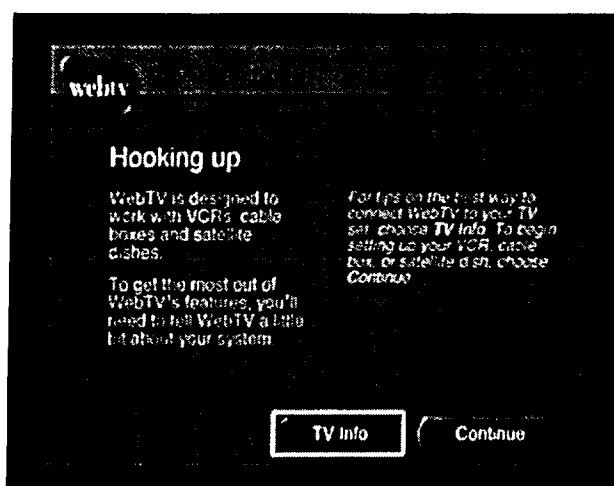 webtv
Hooking up
WebTV is designed to
work with VCRs, cable
boxes and satellite
dishes.
To get the most out of
WebTV's features, you'll
need to tell WebTV a little
bit about your system.
For tips on the best way to
connect WebTV to your TV
set, choose TV Info. To begin
setting up your VCR, cable
box, or satellite dish, choose
Continue
TV Info
Continue